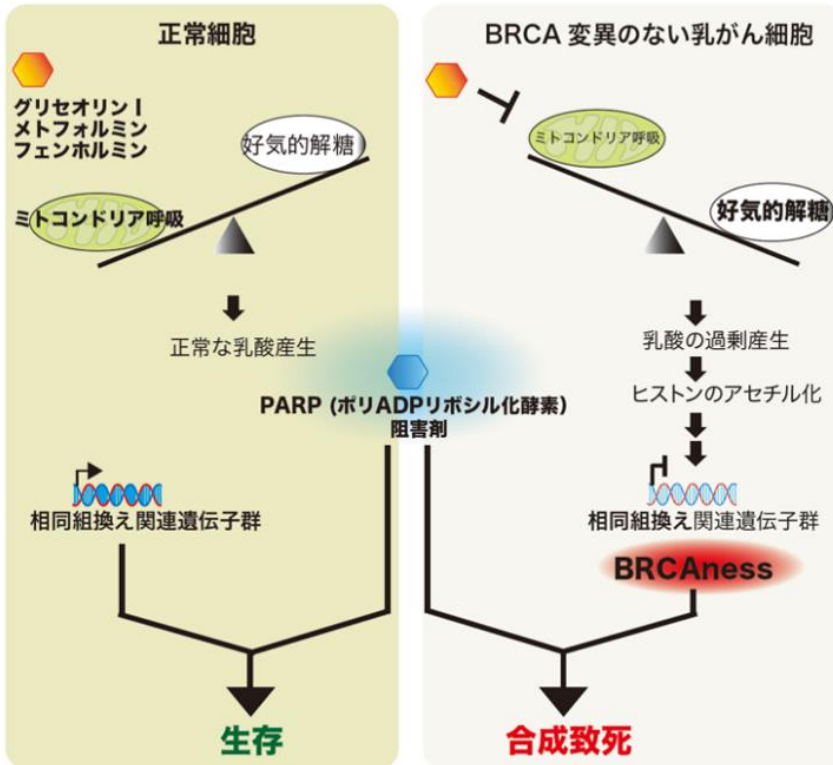 正常細胞
グリセオリンⅠ
メトフォルミン
フェンホルミン
好気的解糖
ミトコンドリア呼吸
正常な乳酸産生
相同組換え関連遺伝子群
生存
PARP (ポリADPリボシル化酵素)
阻害剤
BRCA 変異のない乳がん細胞
ミトコンドリア呼吸
好気的解糖
乳酸の過剰産生
ヒストンのアセチル化
相同組換え関連遺伝子群
BRCAness
合成致死